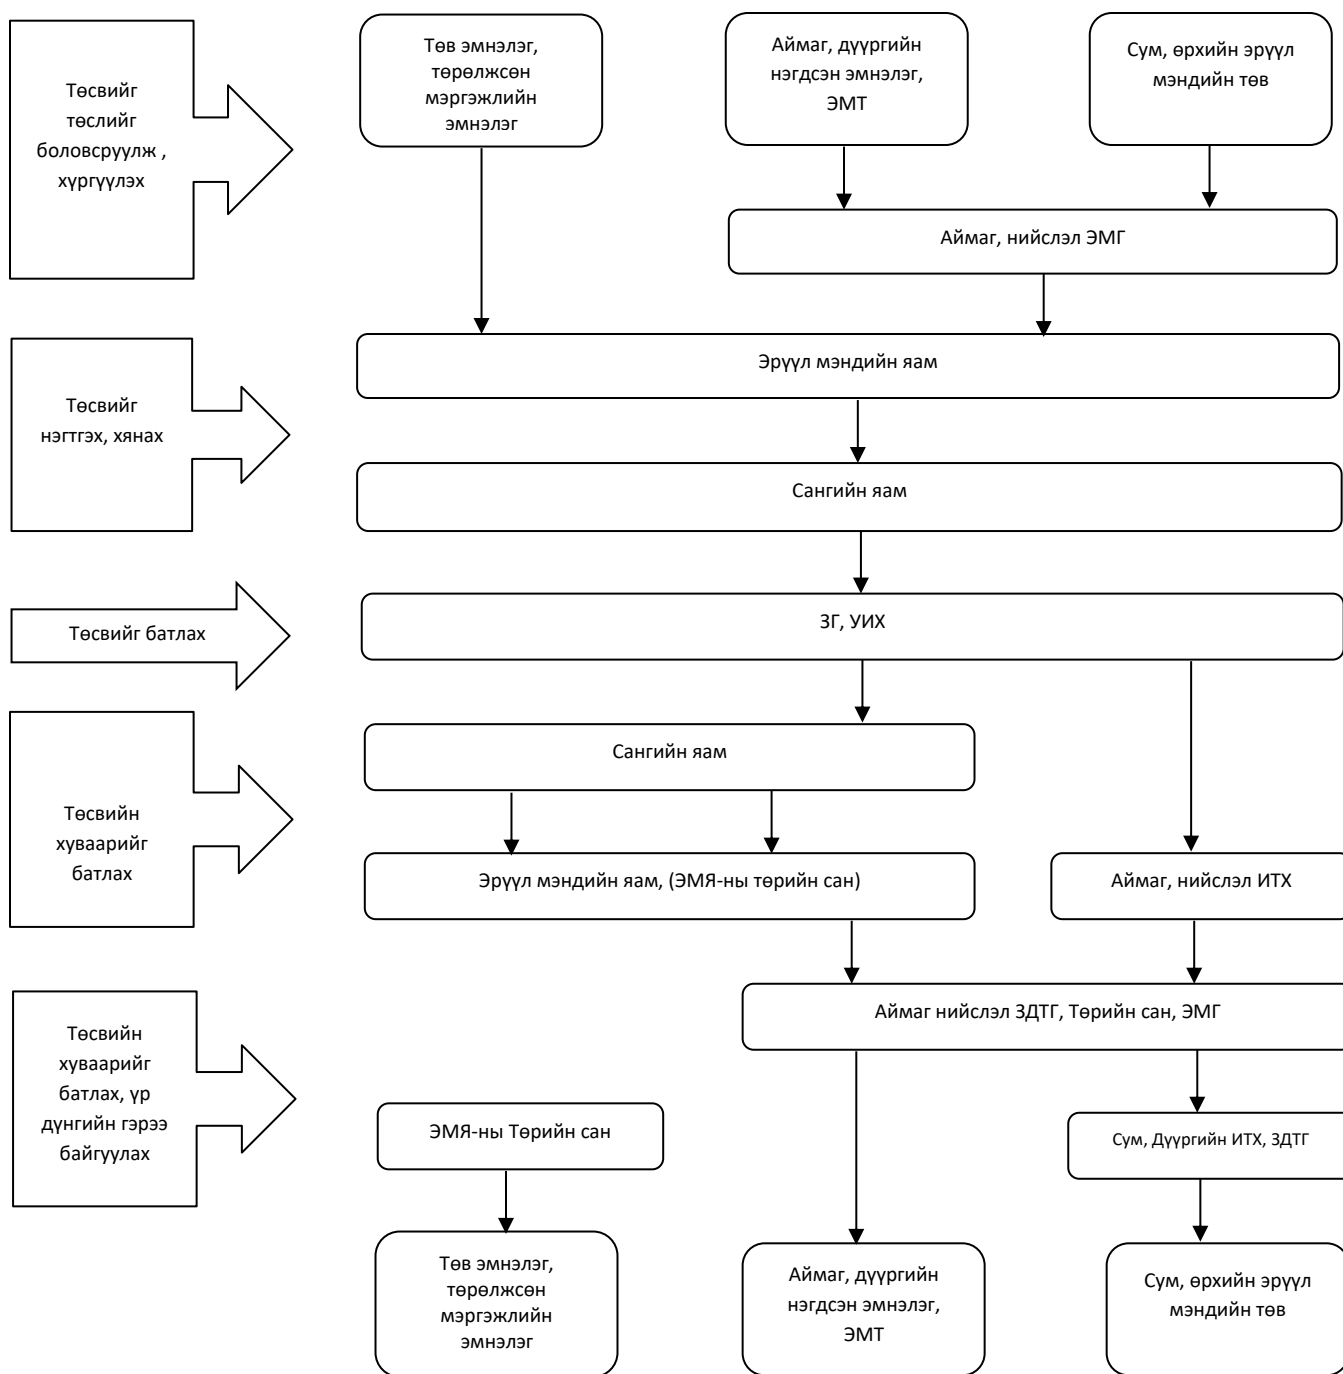 Төсвийг
төслийг
боловсруулж ,
хүргүүлэх
Төв эмнэлэг,
төрөлжсөн
мэргэжлийн
эмнэлэг
Аймаг, дүүргийн
нэгдсэн эмнэлэг,
ЭМТ
Сум, өрхийн эрүүл
мэндийн төв
Аймаг, нийслэл ЭМГ
Төсвийг
нэгтгэх, хянах
Эрүүл мэндийн яам
Сангийн яам
Төсвийг батлах
ЗГ, УИХ
Төсвийн
хуваарийг
батлах
Сангийн яам
Эрүүл мэндийн яам, (ЭМЯ-ны төрийн сан)
Аймаг, нийслэл ИТХ
Төсвийн
хуваарийг
батлах, үр
дүнгийн гэрээ
байгуулах
Аймаг нийслэл ЗДТГ, Төрийн сан, ЭМГ
ЭМЯ-ны Төрийн сан
Сум, Дүүргийн ИТХ, ЗДТГ
Төв эмнэлэг,
төрөлжсөн
мэргэжлийн
эмнэлэг
Аймаг, дүүргийн
нэгдсэн эмнэлэг,
ЭМТ
Сум, өрхийн эрүүл
мэндийн төв